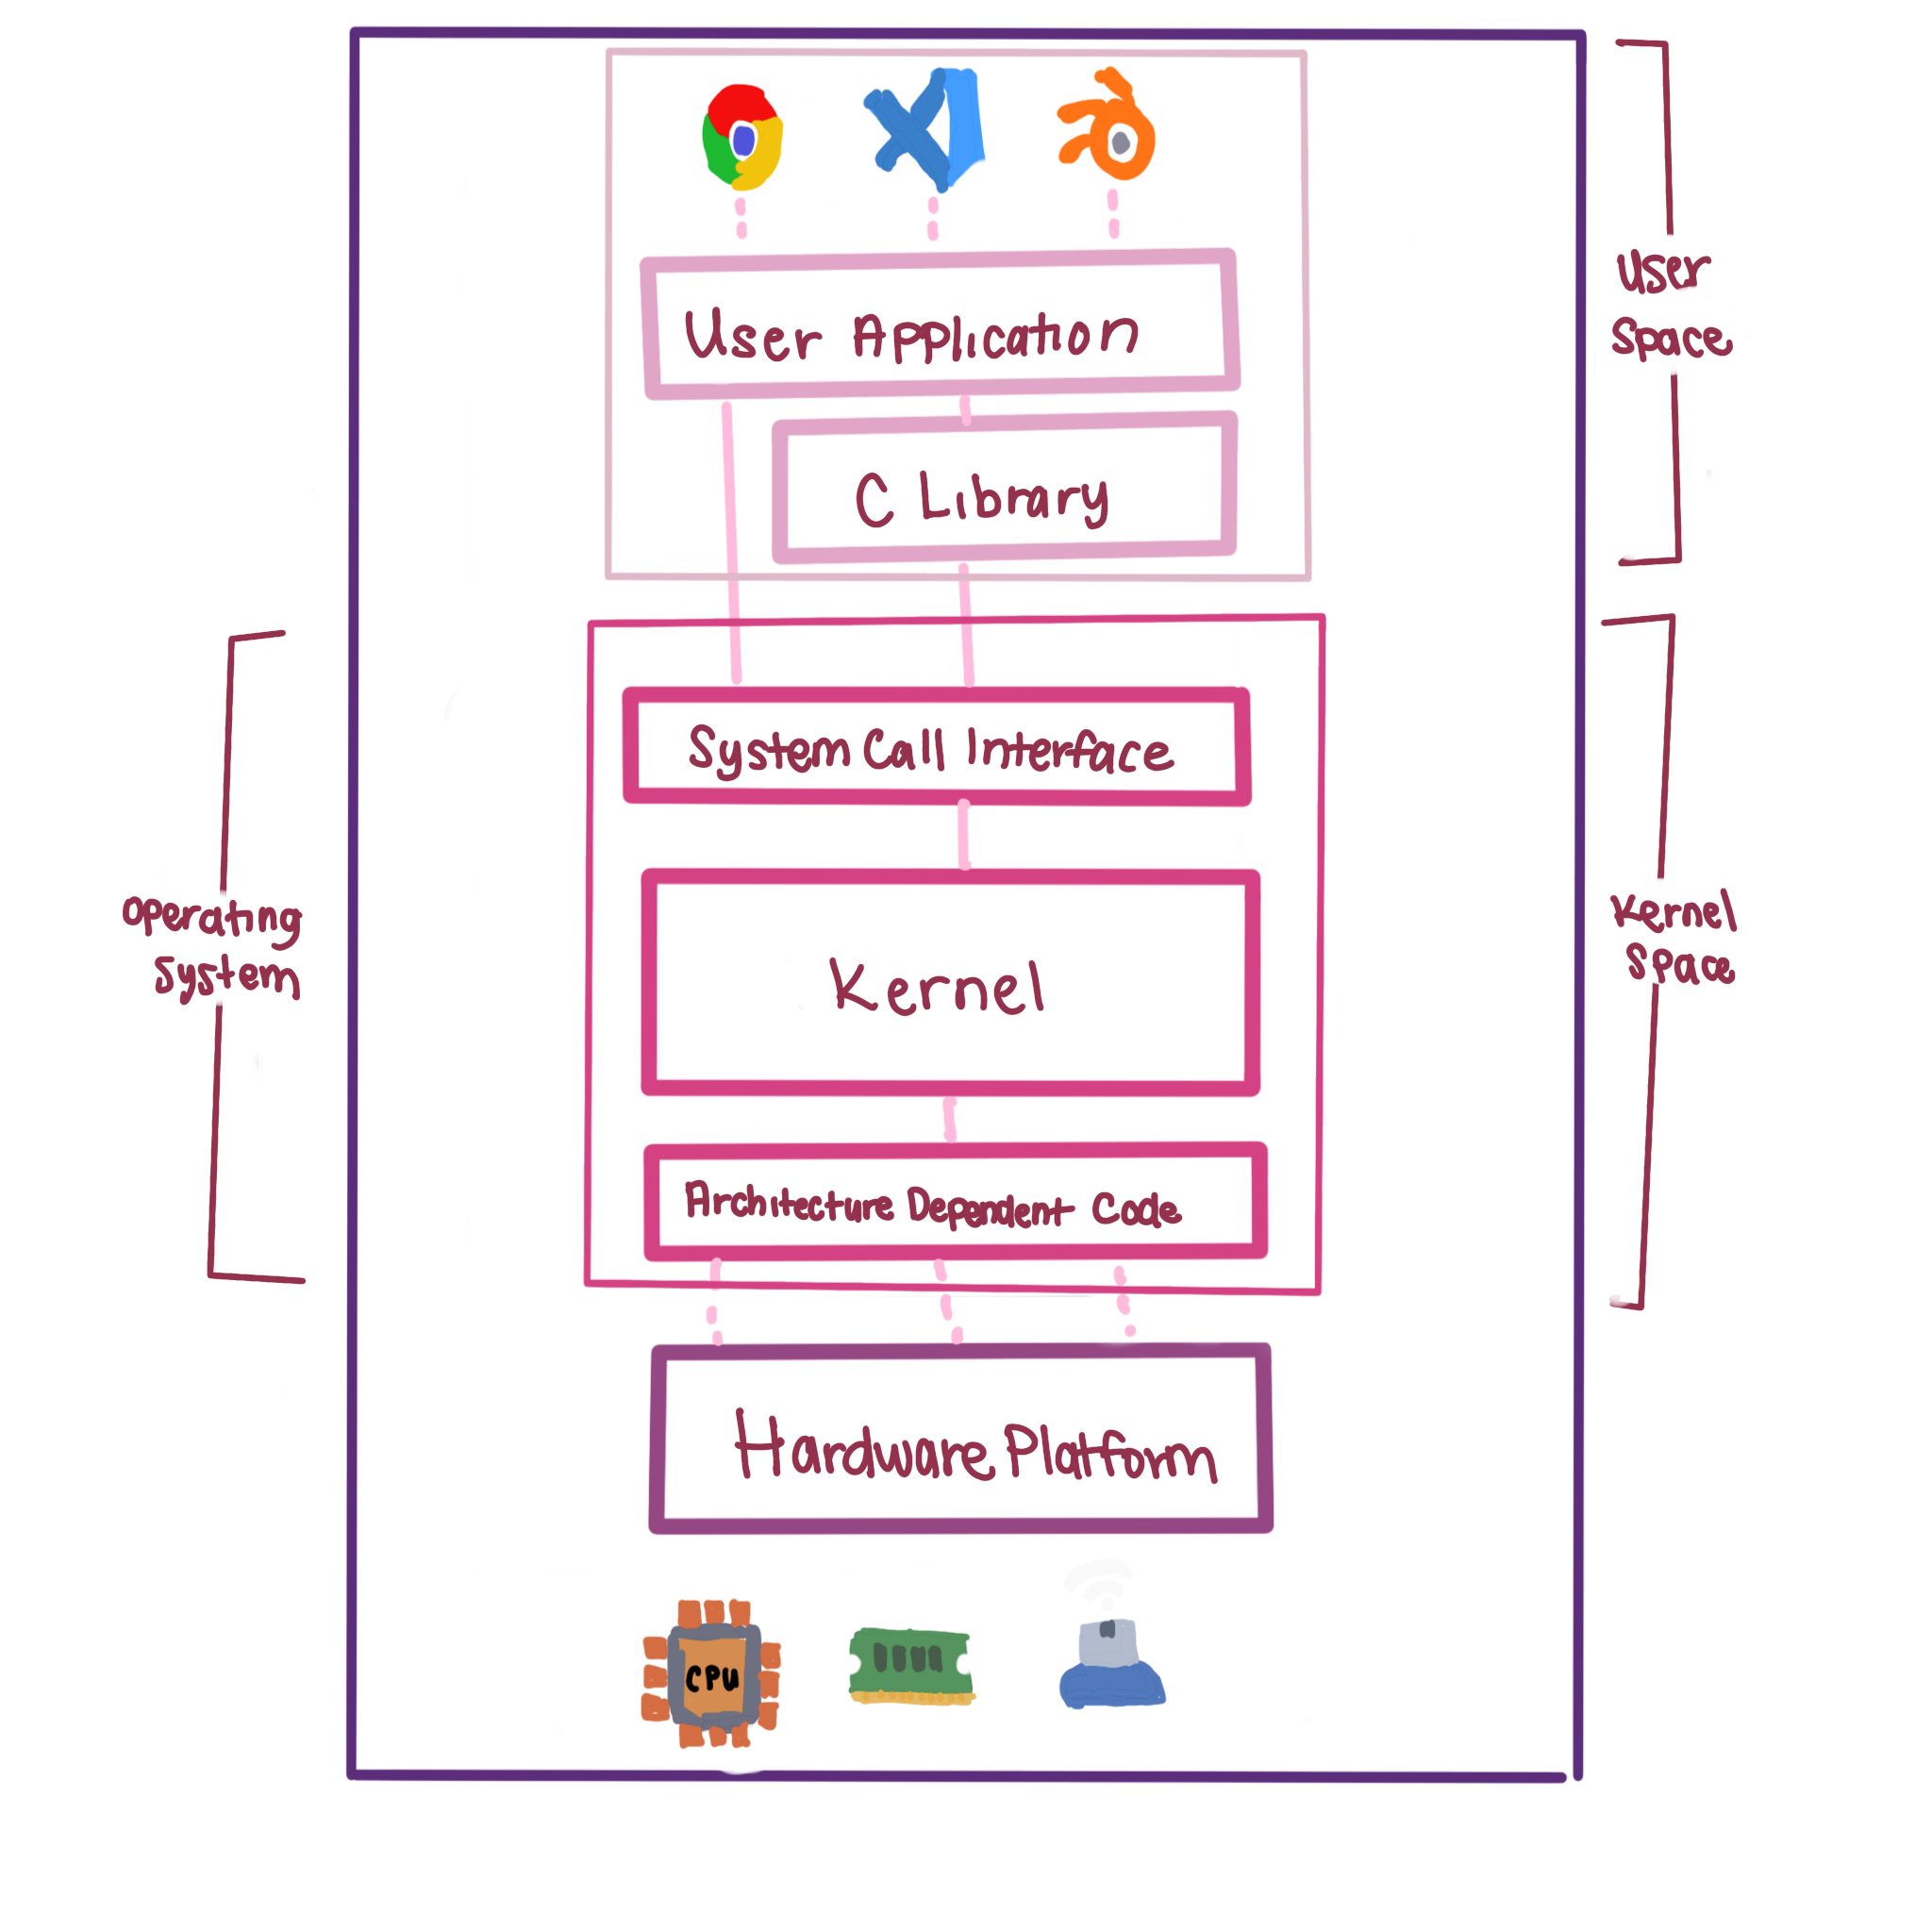 User Application
C Library
User
Space
System Call Interface
Operating
System
Kernel
Kernel
Space
Architecture Dependent Code
Hardware Platform
CPU